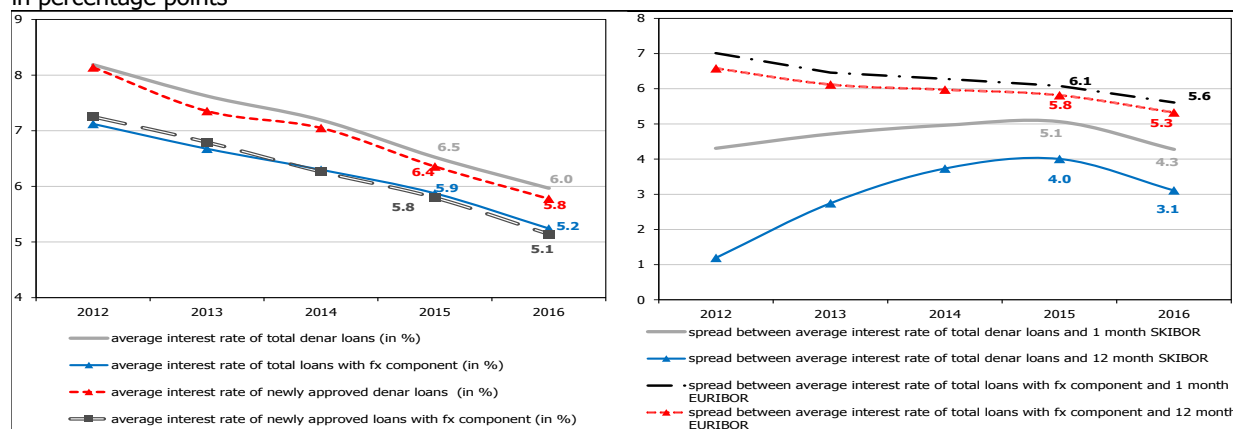 in percentage points
9
8
7
6
5
4
6.5
6.0
6.4
5.9
5.8
5.8
5.2
5.1
2012 2013 2014 2015 2016
average interest rate of total denar loans (in %)
average interest rate of total loans with fx component (in %)
average interest rate of newly approved denar loans (in %)
average interest rate of newly approved loans with fx component (in %)
8
7
6
5
4
3
2
1
0
6.1
5.6
5.8
5.3
5.1
4.3
4.0
3.1
2012 2013 2014 2015 2016
spread between average interest rate of total denar loans and 1 month SKIBOR
spread between average interest rate of total denar loans and 12 month SKIBOR
spread between average interest rate of total loans with fx component and 1 month
EURIBOR
spread between average interest rate of total loans with fx component and 12 month
EURIBOR